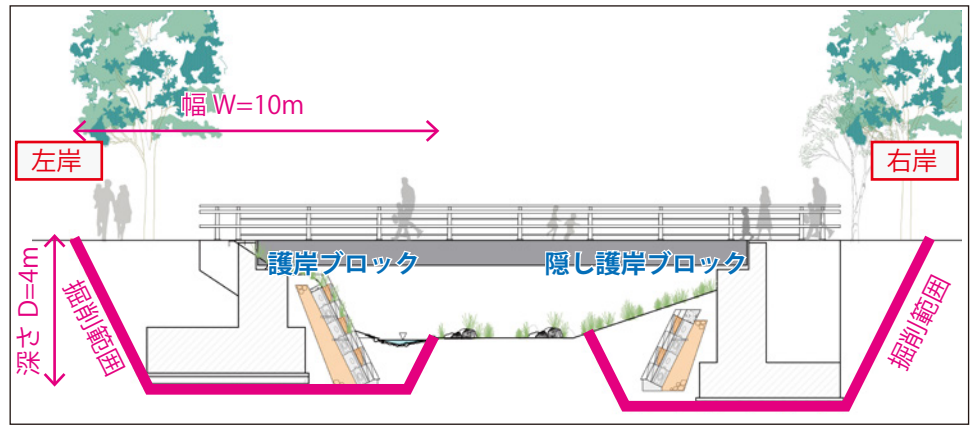 幅 W=10m
左岸
右岸
護岸ブロック
隠し護岸ブロック
深さ D=4m
掘削範囲
掘削範囲